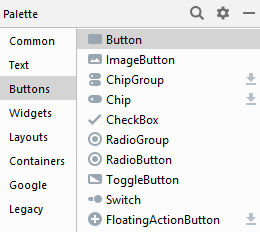 Palette
Common
Text
Buttons
Widgets
Layouts
Containers
Google
Legacy
Button
ImageButton
ChipGroup
Chip
CheckBox
RadioGroup
RadioButton
ToggleButton
Switch
FloatingActionButton